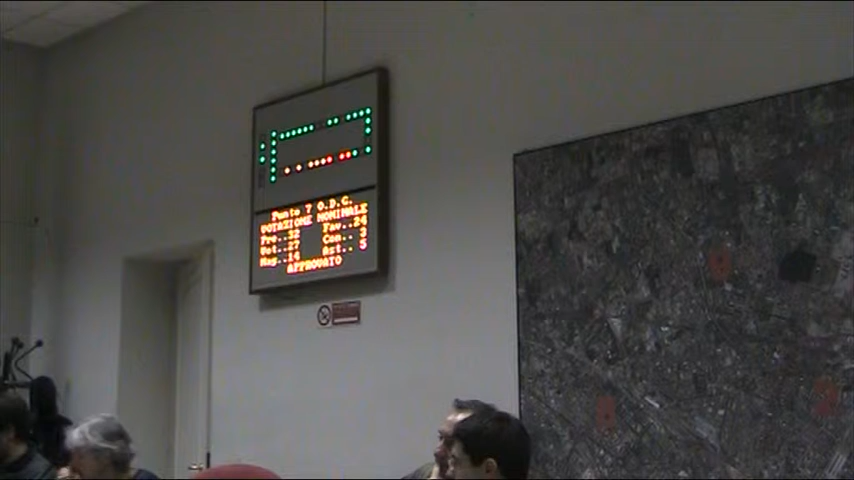 Punto 7 O.D.G.
VOTAZIONE NOMINALE
Pre..32 Fav..24
Vot..27 Con.. 3
Mag..14 Ast.. 5
APPROVATO